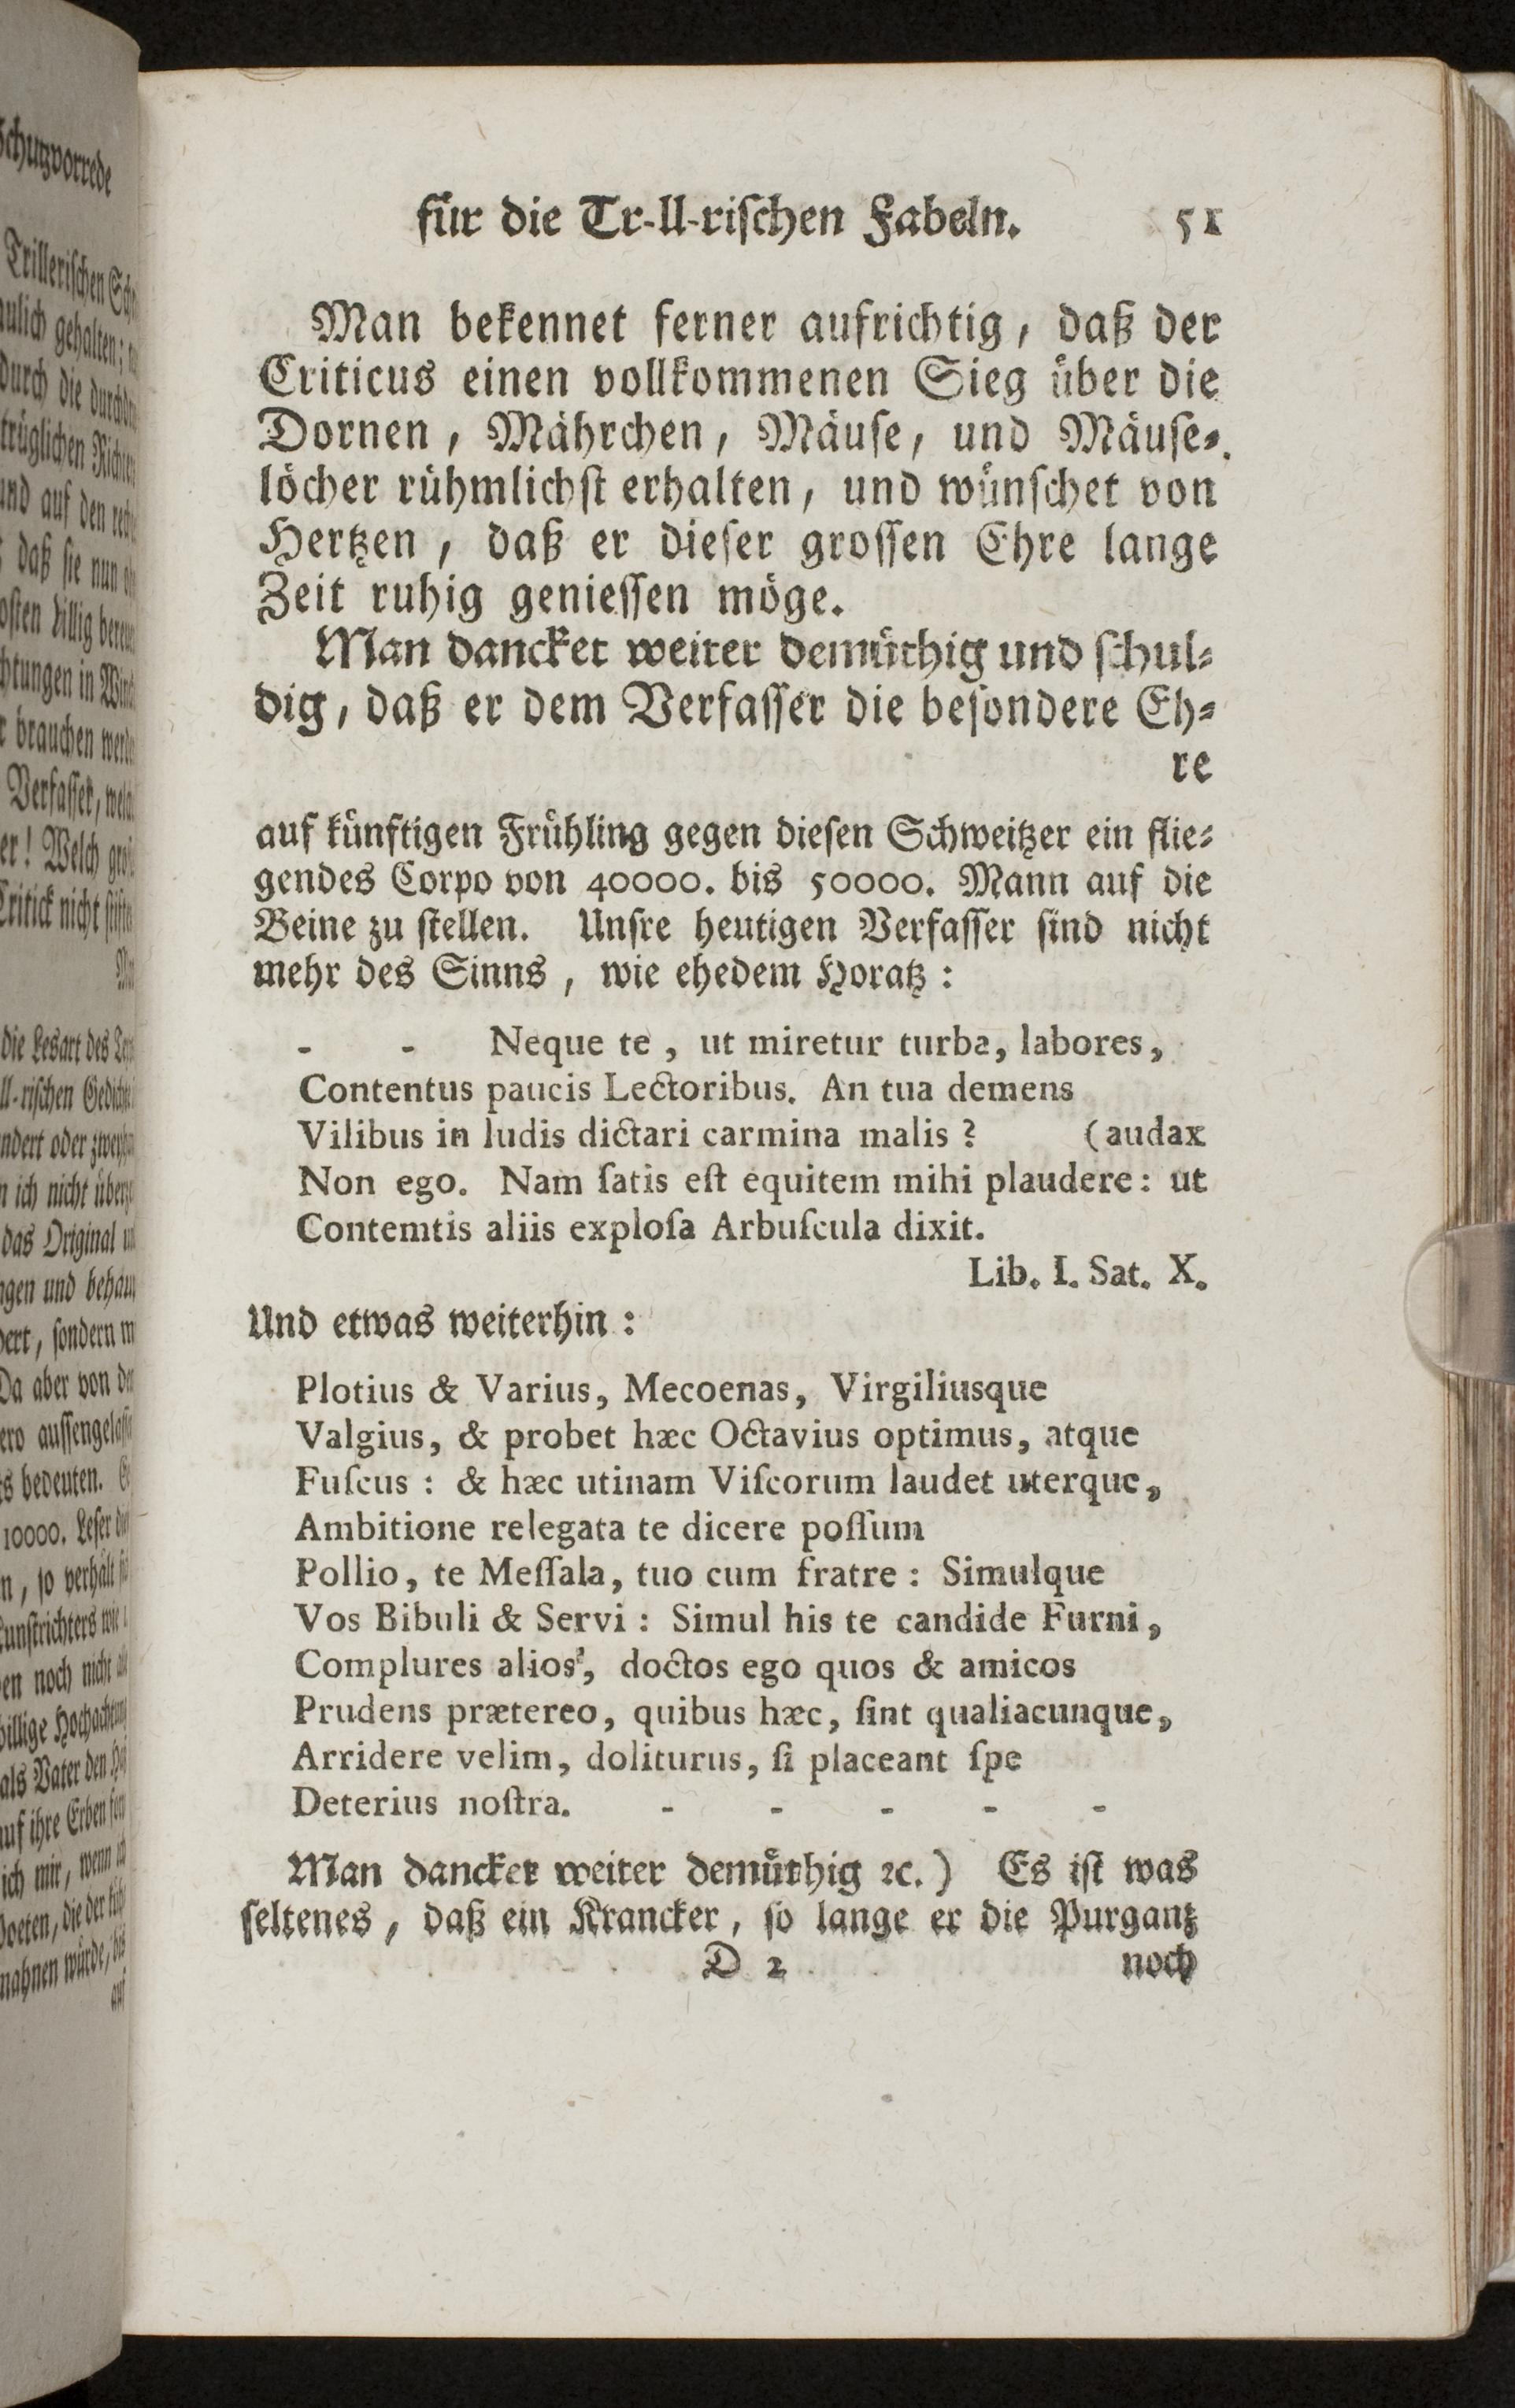 für die Tr-ll-rischen Fabeln. 51
Man bekennet ferner aufrichtig, daß der
Criticus einen vollkommenen Sieg über die
Dornen, Mährchen, Mäuse, und Mäuse-
löcher rühmlichst erhalten, und wünschet von
Hertzen, daß er dieser grossen Ehre lange
Zeit ruhig geniessen möge.
Man dancket weiter demüthig und schul-
dig, daß er dem Verfasser die besondere Eh-
re
auf künftigen Frühling gegen diesen Schweitzer ein flie-
gendes Corpo von 40000. bis 50000. Mann auf die
Beine zu stellen. Unsre heutigen Verfasser sind nicht
mehr des Sinns, wie ehedem Horatz:
- - Neque te, ut miretur turba, labores,
Contentus paucis Lectoribus. An tua demens
Vilibus in ludis dictari carmina malis? (audax
Non ego. Nam ſatis eſt equitem mihi plaudere: ut
Contemtis aliis exploſa Arbuſcula dixit.
Lib. I. Sat. X.
Und etwas weiterhin:
Plotius & Varius, Mecoenas, Virgiliusque
Valgius, & probet hæc Octavius optimus, atque
Fuſcus: & hæc utinam Viſcorum laudet uterque,
Ambitione relegata te dicere poſſum
Pollio, te Meſſala, tuo cum fratre: Simulque
Vos Bibuli & Servi: Simul his te candide Furni,
Complures alios', doctos ego quos & amicos
Prudens prætereo, quibus hæc, ſint qualiacunque,
Arridere velim, doliturus, ſi placeant ſpe
Deterius noſtra. - - - - -
Man dancket weiter demüthig ꝛc.) Es ist was
seltenes, daß ein Krancker, so lange er die Purgantz
D 2 noch